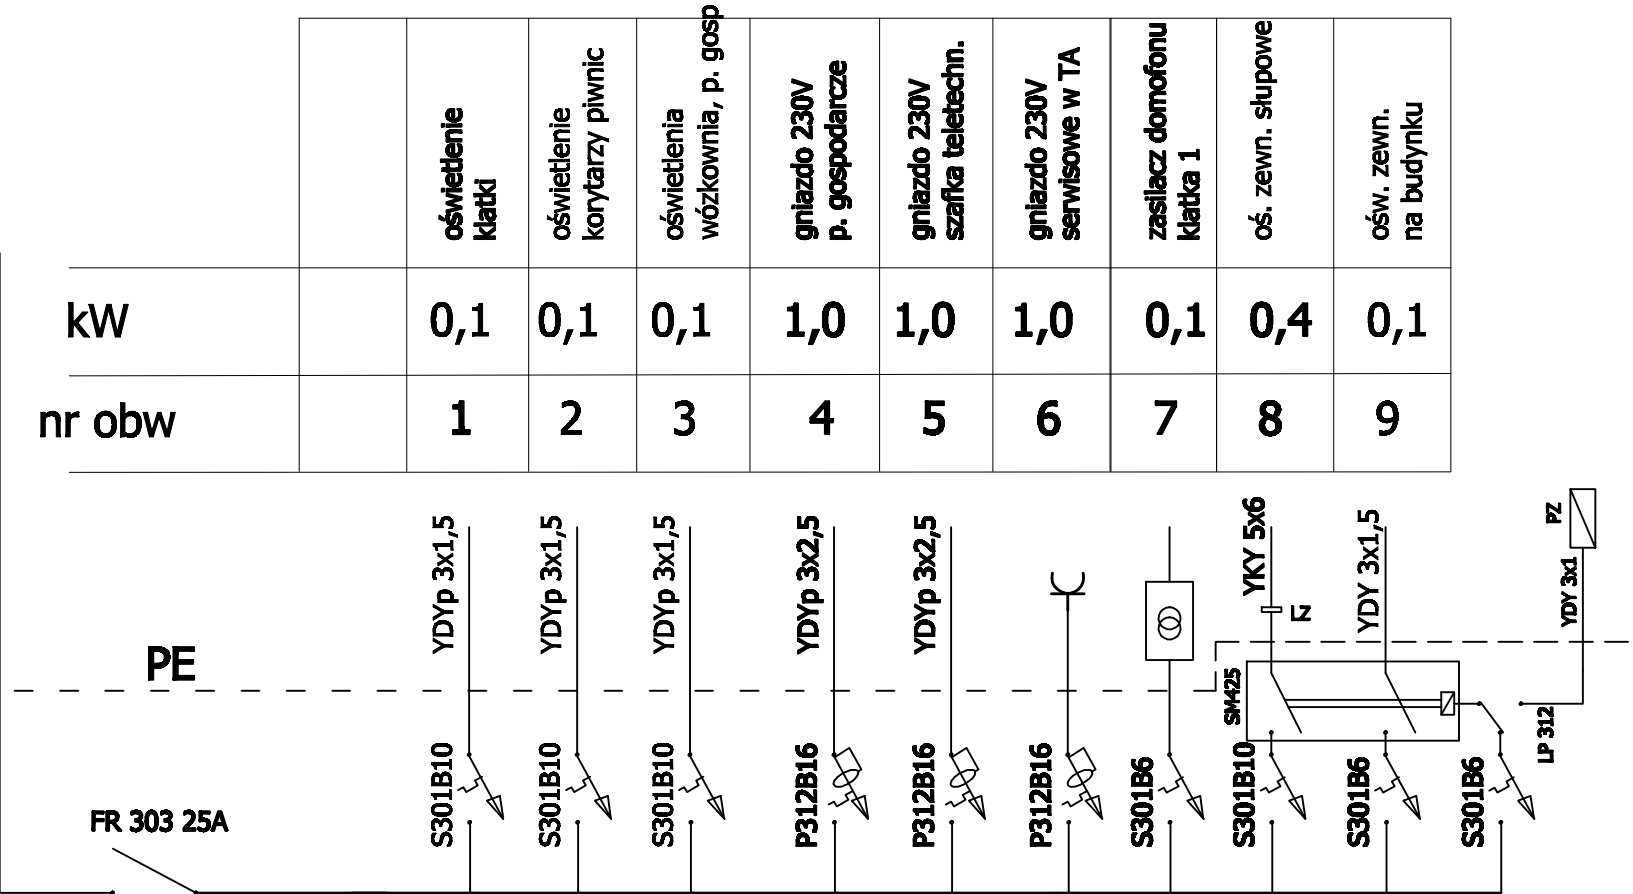 oświetlenie
klatki
oświetlenie
korytarzy piwnic
oświetlenia
wózkownia, p. gosp
gniazdo 230V
p. gospodarcze
gniazdo 230V
szafka teletechn.
gniazdo 230V
serwisowe w TA
zasilacz domofonu
klatka 1
oś. zewn. słupowe
ośw. zewn.
na budynku
kW 0,1 0,1 0,1 1,0 1,0 1,0 0,1 0,4 0,1
nr obw 1 2 3 4 5 6 7 8 9
YDYp 3x1,5
YDYp 3x1,5
YDYp 3x1,5
YDYp 3x2,5
YDYp 3x2,5
YKY 5x6
YDY 3x1,5
PZ
YDY 3x1
LZ
PE
SM425
LP 312
S301B10
S301B10
S301B10
P312B16
P312B16
P312B16
S301B6
S301B10
S301B6
S301B6
FR 303 25A